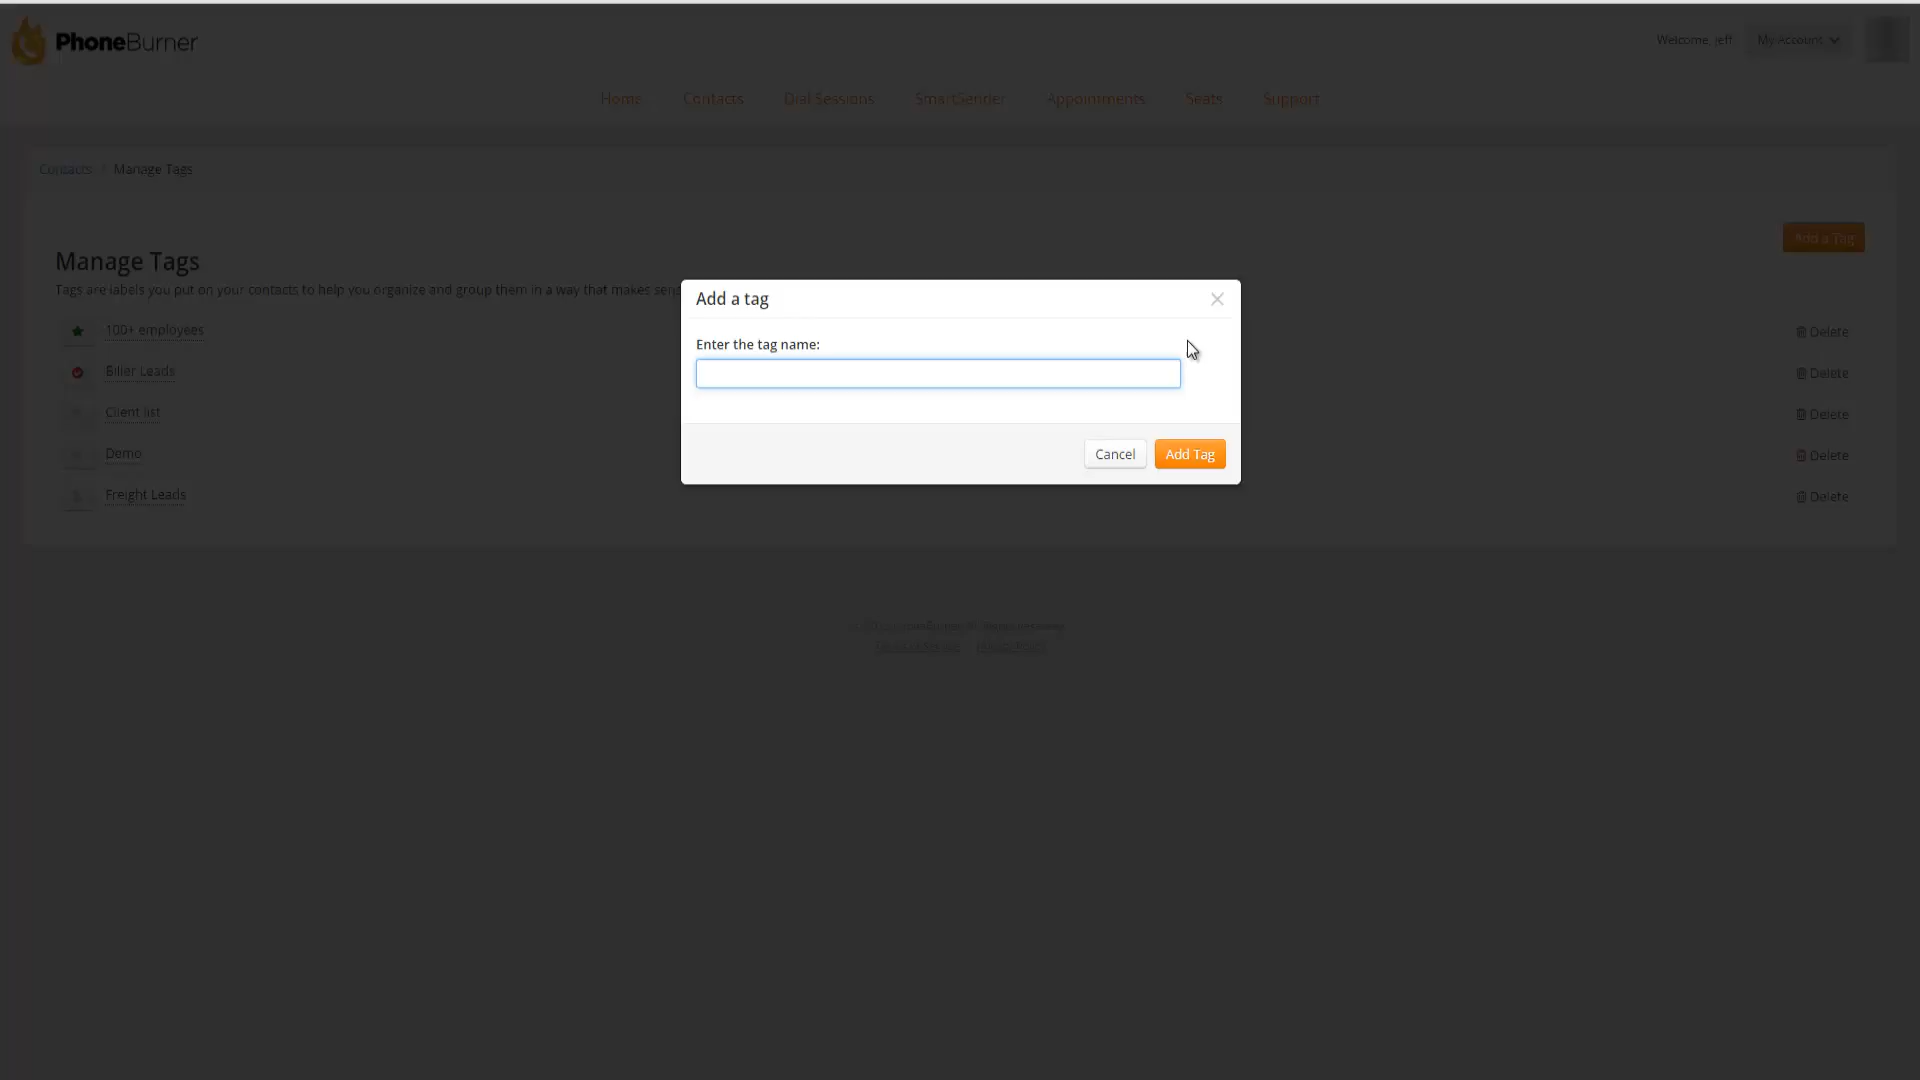 PhoneBurner
Welcome, Jeff
My Account
Home
Contacts
Dial Sessions
SmartSender
Appointments
Seats
Support
Contacts / Manage Tags
Add a Tag
Manage Tags
Tags are labels you put on your contacts to help you organize and group them in a way that makes
Add a tag
Enter the tag name:
Cancel
Add Tag
100+ employees
Delete
Bilier Leads
Delete
Client list
Delete
Demo
Delete
Freight Leads
Delete